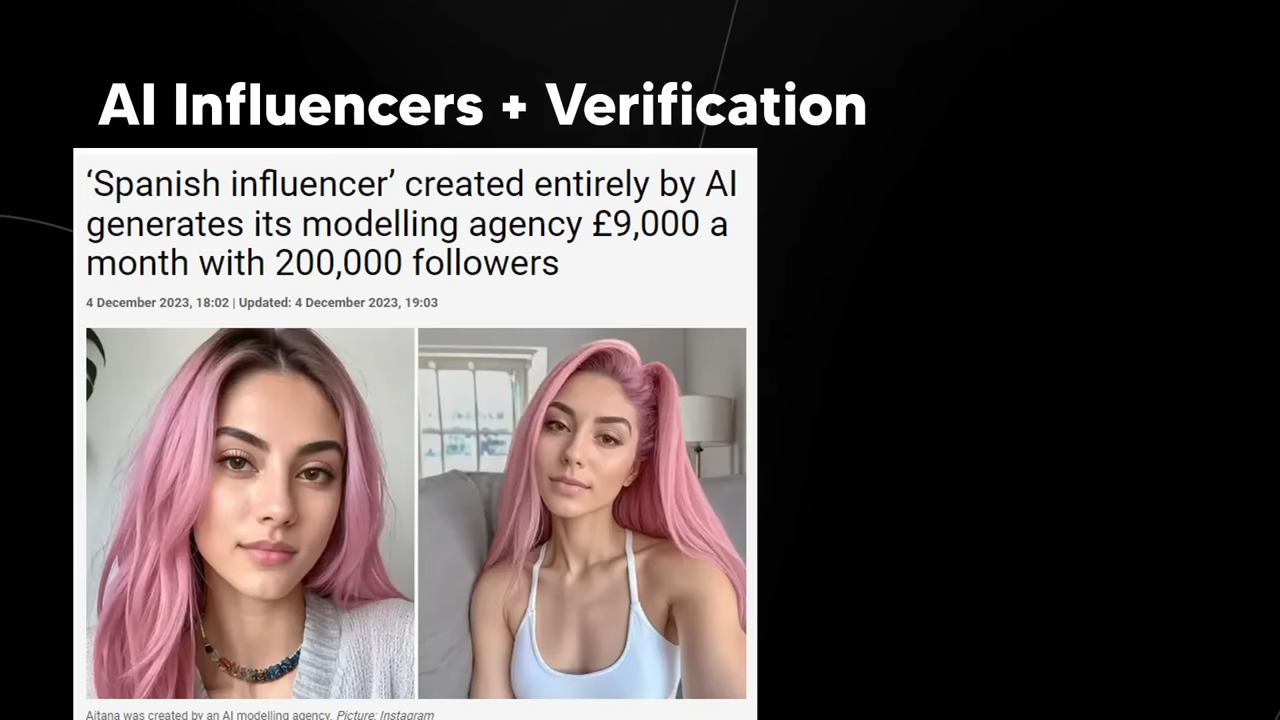 AI Influencers + Verification
‘Spanish influencer’ created entirely by AI
generates its modelling agency £9,000 a
month with 200,000 followers
4 December 2023, 18:02 | Updated: 4 December 2023, 19:03
Aitana was created by an AI modelling agency. Picture: Instagram